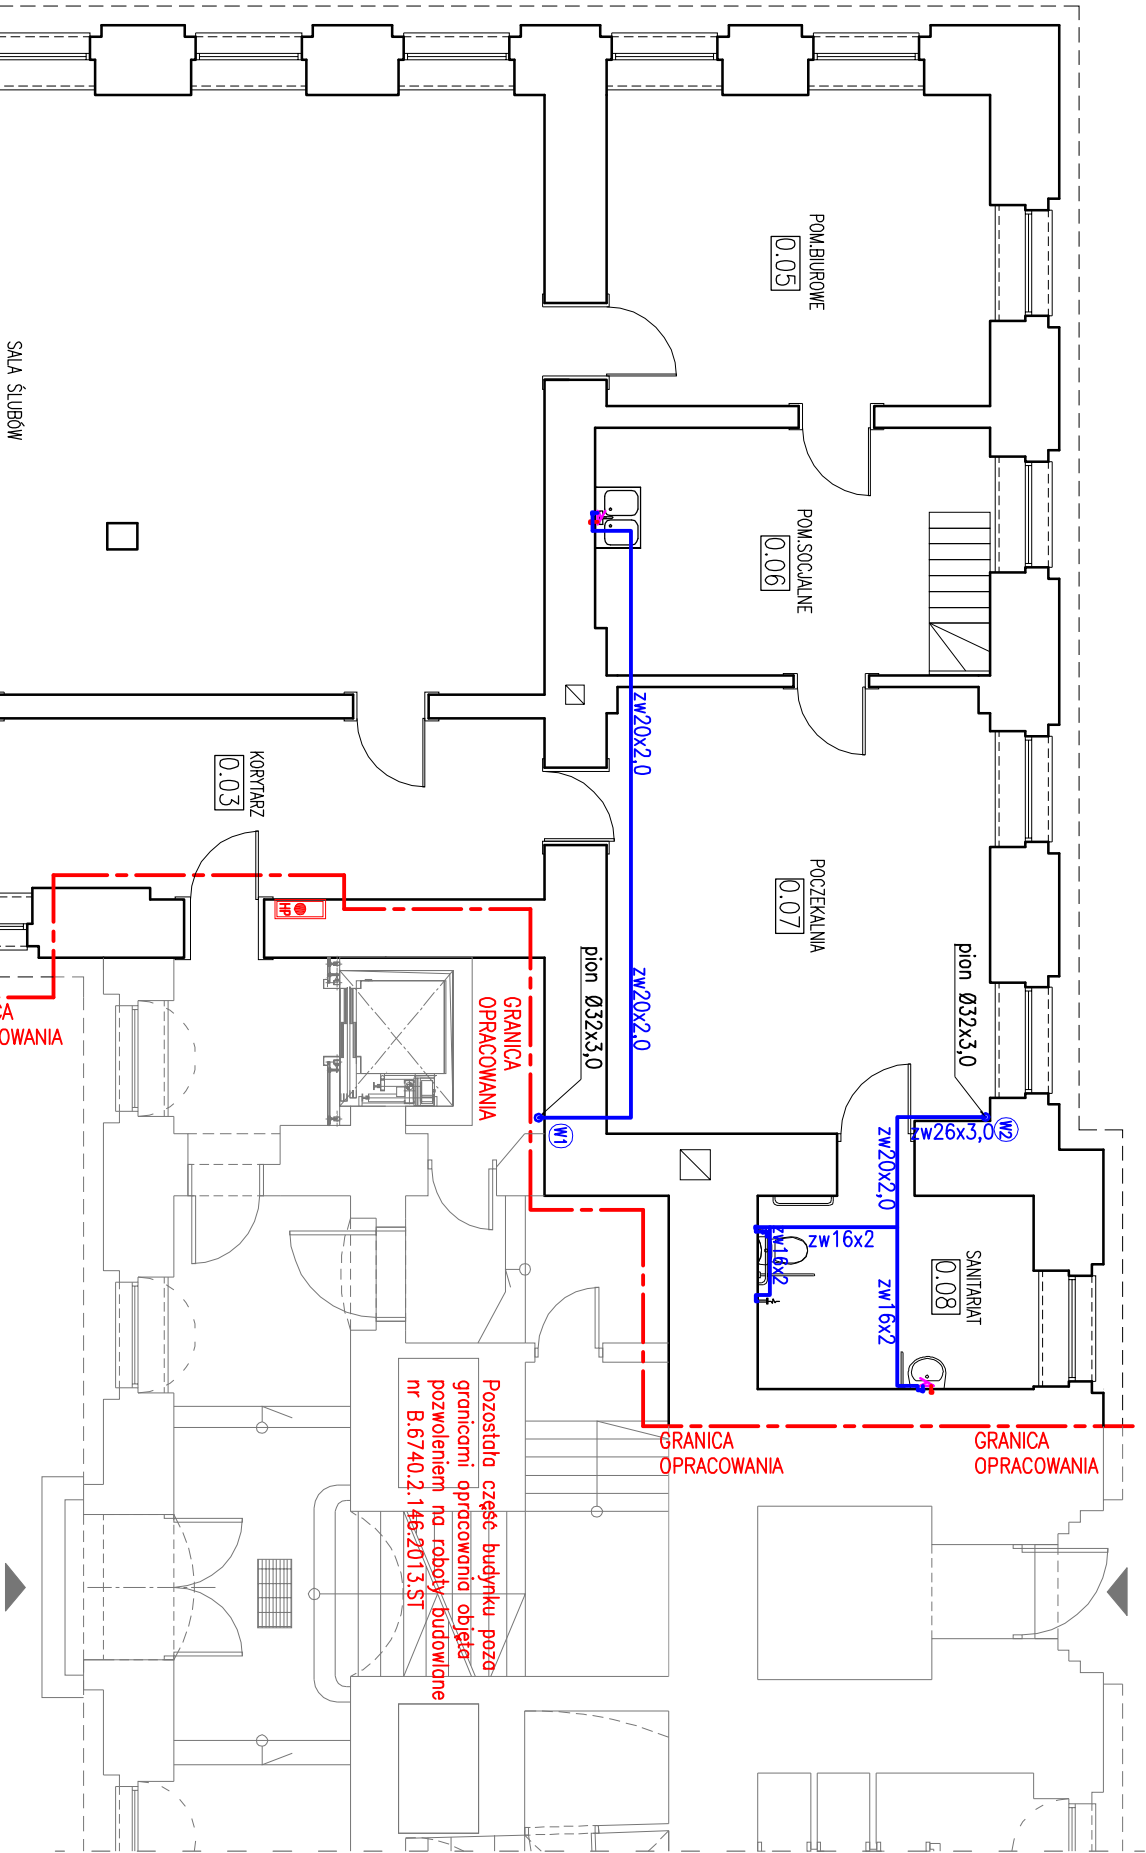 POM.BIUROWE
0.05
SALA ŚLUBÓW
POM.SOCJALNE
0.06
zw20x2,0
KORYTARZ
0.03
POCZEKALNIA
0.07
HP
pion Ø32x3,0
pion Ø32x3,0
zw20x2,0
GRANICA
OPRACOWANIA
CA
OWANIA
W1
W2
zw26x3,0
zw20x2,0
zw16x2
zw16x2
zw16x2
SANITARIAT
0.08
GRANICA
OPRACOWANIA
GRANICA
OPRACOWANIA
Pozostała część budynku poza
granicami opracowania objęta
pozwoleniem na roboty budowlane
nr B.6740.2.146.2013.ST